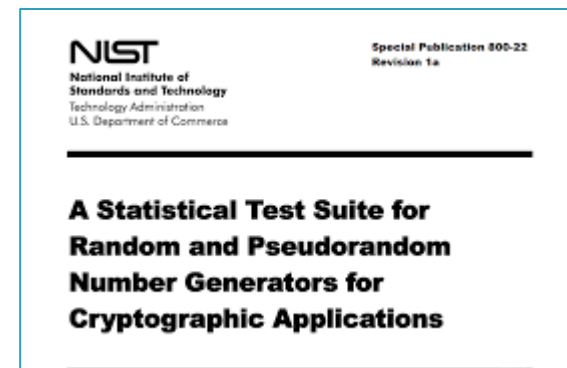 NIST
Special Publication 800-22
Revision 1a
National Institute of
Standards and Technology
Technology Administration
U.S. Department of Commerce
A Statistical Test Suite for
Random and Pseudorandom
Number Generators for
Cryptographic Applications